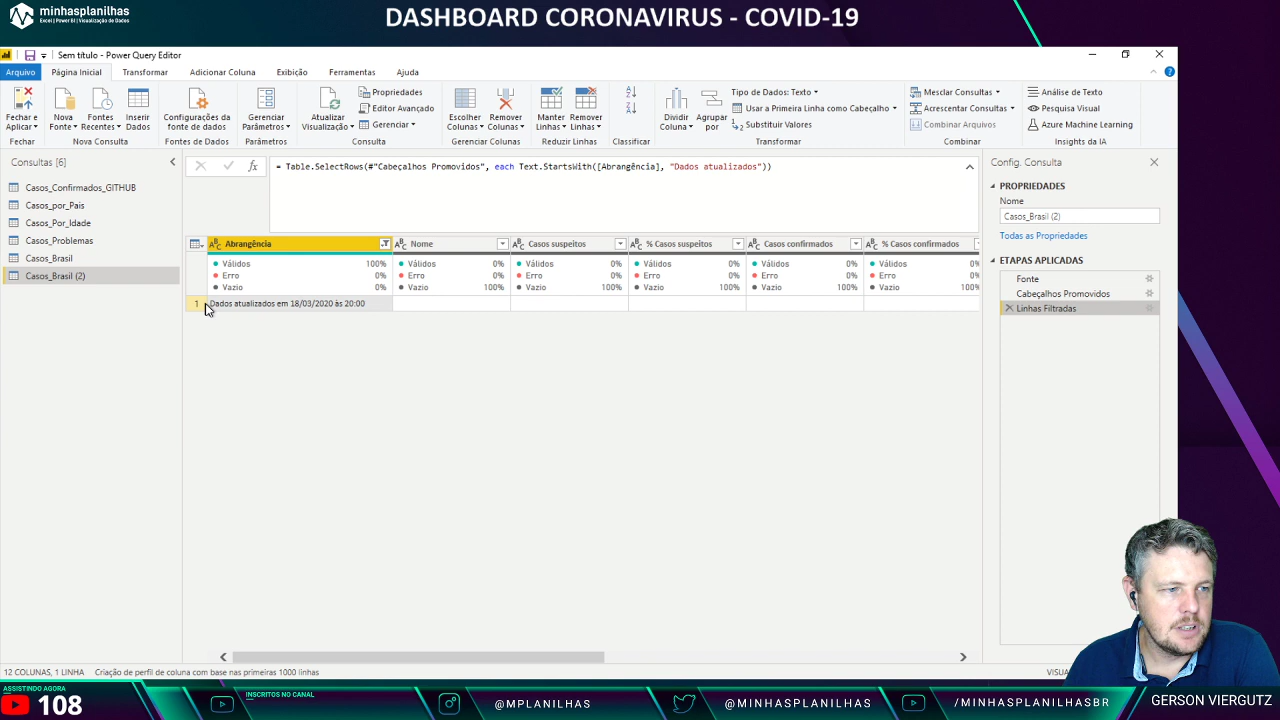 minhasplanilhas
Excel | Power BI | Visualização de Dados
DASHBOARD CORONAVIRUS - COVID-19
Sem título - Power Query Editor
Arquivo
Página Inicial
Transformar
Adicionar Coluna
Exibição
Ferramentas
Ajuda
Fechar e Aplicar
Nova Fonte
Fontes Recentes
Inserir Dados
Configurações da fonte de dados
Gerenciar Parâmetros
Atualizar Visualização
Propriedades
Editor Avançado
Gerenciar
Escolher Colunas
Remover Colunas
Manter Linhas
Remover Linhas
Dividir Coluna
Agrupar por
Tipo de Dados: Texto
Usar a Primeira Linha como Cabeçalho
Substituir Valores
Mesclar Consultas
Acrescentar Consultas
Combinar Arquivos
Análise de Texto
Pesquisa Visual
Azure Machine Learning
Fechar
Nova Consulta
Fontes de Dados
Parâmetros
Consulta
Gerenciar Colunas
Reduzir Linhas
Classificar
Transformar
Combinar
Insights da IA
Consultas [6]
Casos_Confirmados_GITHUB
Casos_por_Pais
Casos_Por_Idade
Casos_Problemas
Casos_Brasil
Casos_Brasil (2)
= Table.SelectRows(#"Cabeçalhos Promovidos", each Text.StartsWith([Abrangência], "Dados atualizados"))
Abrangência
Nome
Casos suspeitos
% Casos suspeitos
Casos confirmados
% Casos confirmados
Válidos 100% Válidos 0% Válidos 0% Válidos 0% Válidos 0% Válidos 0%
Erro 0% Erro 0% Erro 0% Erro 0% Erro 0% Erro 0%
Vazio 0% Vazio 100% Vazio 100% Vazio 100% Vazio 100% Vazio 100%
1 Dados atualizados em 18/03/2020 às 20:00
Config. Consulta
PROPRIEDADES
Nome
Casos_Brasil (2)
Todas as Propriedades
ETAPAS APLICADAS
Fonte
Cabeçalhos Promovidos
Linhas Filtradas
12 COLUNAS, 1 LINHA
Criação de perfil de coluna com base nas primeiras 1000 linhas
ASSISTINDO AGORA
108
INSCRITOS NO CANAL
@MPLANILHAS
@MINHASPLANILHAS
/MINHASPLANILHASBR
GERSON VIERGUTZ